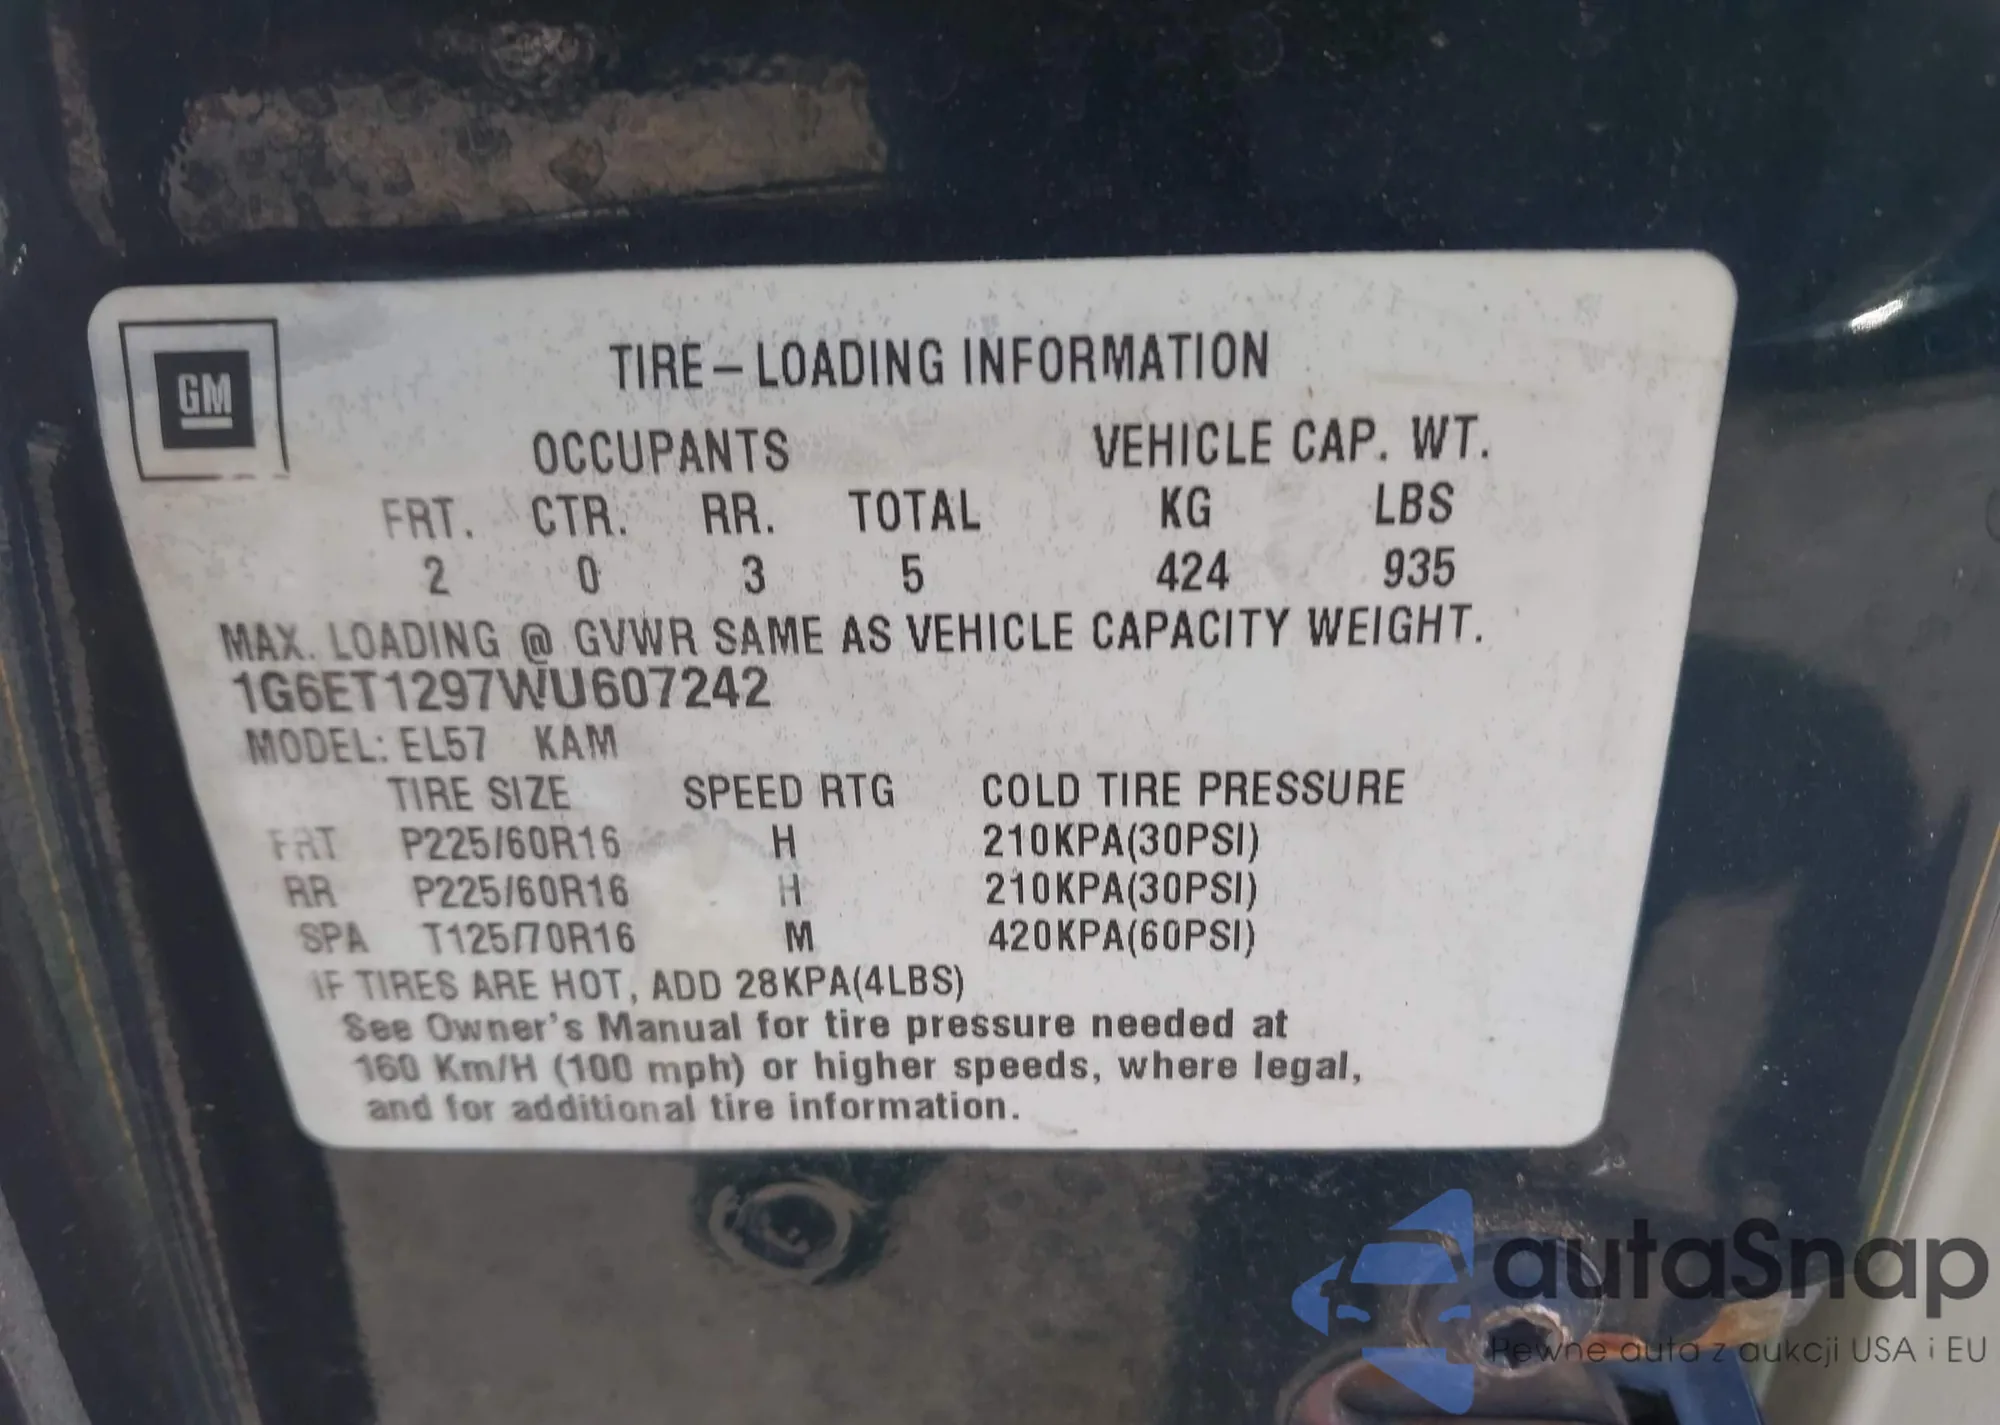 GM
TIRE – LOADING INFORMATION
OCCUPANTS VEHICLE CAP. WT.
FRT. CTR. RR. TOTAL KG LBS
2 0 3 5 424 935
MAX. LOADING @ GVWR SAME AS VEHICLE CAPACITY WEIGHT.
1G6ET1297WU607242
MODEL: EL57 KAM
TIRE SIZE SPEED RTG COLD TIRE PRESSURE
FRT P225/60R16 H 210KPA(30PSI)
RR P225/60R16 H 210KPA(30PSI)
SPA T125/70R16 M 420KPA(60PSI)
IF TIRES ARE HOT, ADD 28KPA(4LBS)
See Owner's Manual for tire pressure needed at
160 Km/H (100 mph) or higher speeds, where legal,
and for additional tire information.
autaSnap
Pewne auta z aukcji USA i EU